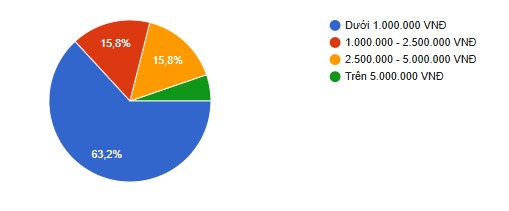 Dưới 1.000.000 VNĐ
1.000.000 - 2.500.000 VNĐ
2.500.000 - 5.000.000 VNĐ
Trên 5.000.000 VNĐ
15,8%
15,8%
63,2%